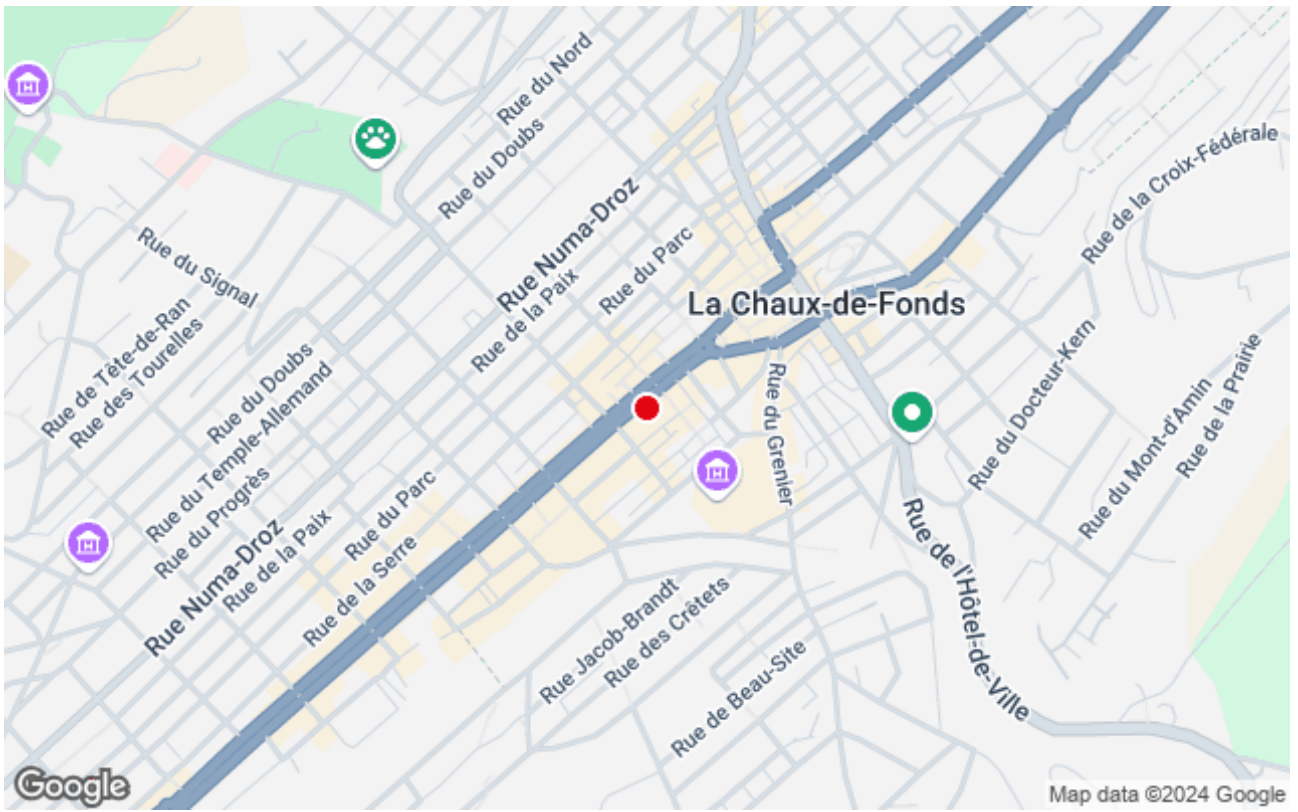 Rue du Nord
Rue du Doubs
Rue de la Croix-Fédérale
Rue Numa-Droz
Rue du Parc
Rue du Signal
Rue de la Paix
La Chaux-de-Fonds
Rue de Tête-de-Ran
Rue des Tourelles
Rue du Doubs
Rue du Docteur-Kern
Rue de la Prairie
Rue du Temple-Allemand
Rue du Grenier
Rue du Mont-d'Amin
Rue du Progrès
Rue du Parc
Rue de la Paix
Rue Numa-Droz
Rue de la Serre
Rue de l'Hôtel-de-Ville
Rue Jacob-Brandt
Rue des Crêtets
Rue de Beau-Site
H
H
H
Google
Map data ©2024 Google